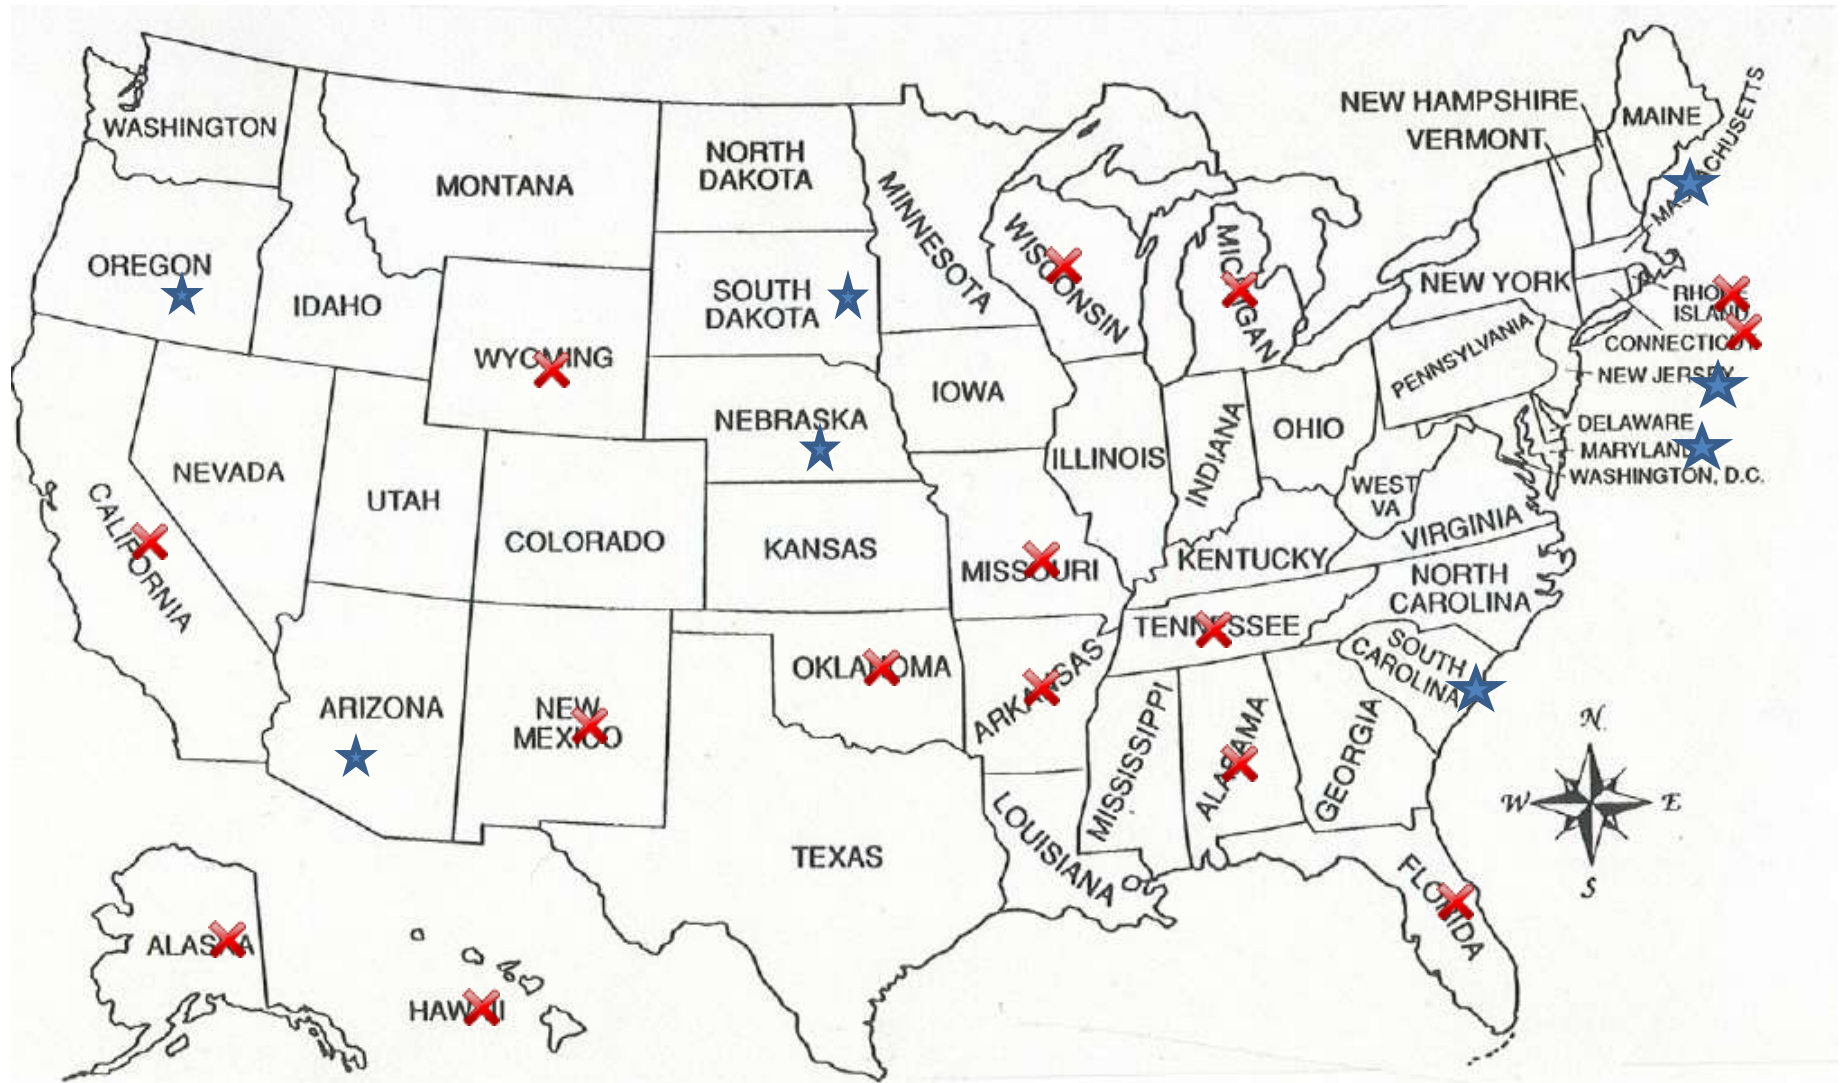 WASHINGTON
OREGON
CALIFORNIA
NEVADA
IDAHO
MONTANA
WYOMING
UTAH
COLORADO
ARIZONA
NEW
MEXICO
NORTH
DAKOTA
SOUTH
DAKOTA
NEBRASKA
KANSAS
OKLAHOMA
TEXAS
MINNESOTA
IOWA
MISSOURI
ARKANSAS
LOUISIANA
WISCONSIN
ILLINOIS
MICHIGAN
INDIANA
OHIO
KENTUCKY
TENNESSEE
MISSISSIPPI
ALABAMA
GEORGIA
FLORIDA
SOUTH
CAROLINA
NORTH
CAROLINA
VIRGINIA
WEST
VA
PENNSYLVANIA
NEW YORK
NEW HAMPSHIRE
VERMONT
MAINE
MASSACHUSETTS
RHODE
ISLAND
CONNECTICUT
NEW JERSEY
DELAWARE
MARYLAND
WASHINGTON, D.C.
ALASKA
HAWAII
N
W
E
S